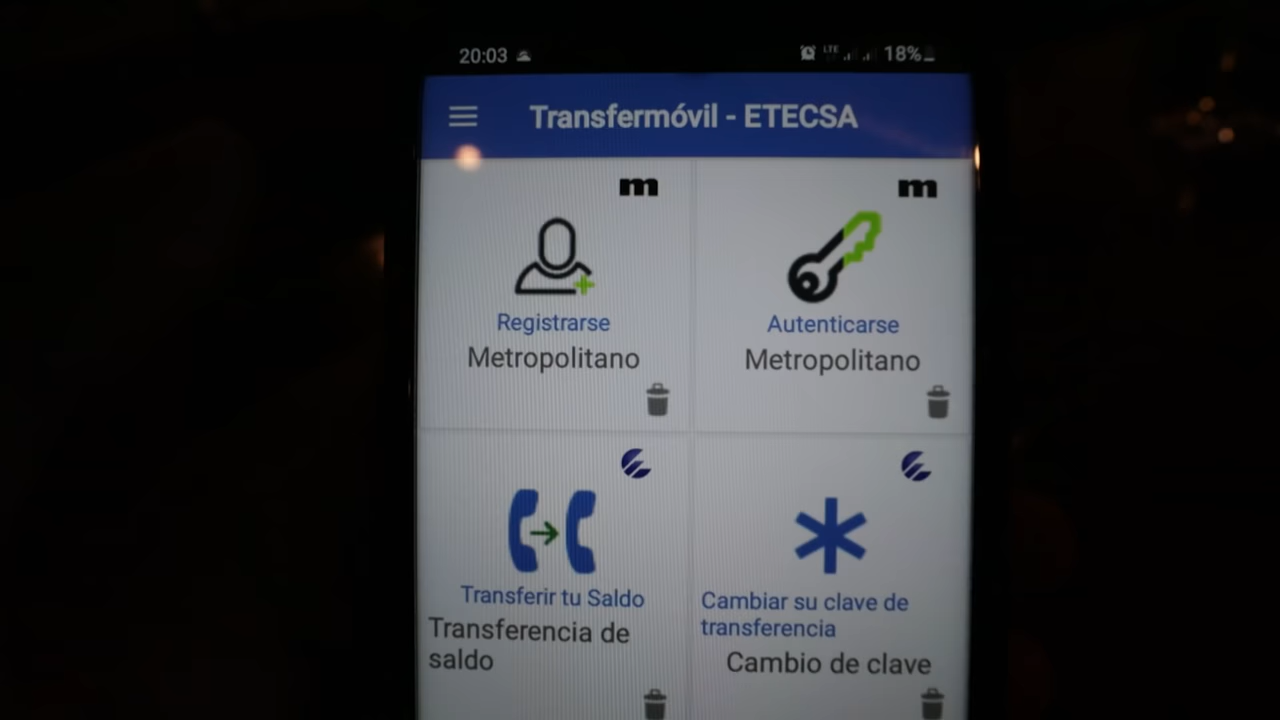 20:03 LTE 18%
Transfermóvil - ETECSA
m m
Registrarse Autenticarse
Metropolitano Metropolitano
Transferir tu Saldo
Transferencia de
saldo
Cambiar su clave de
transferencia
Cambio de clave